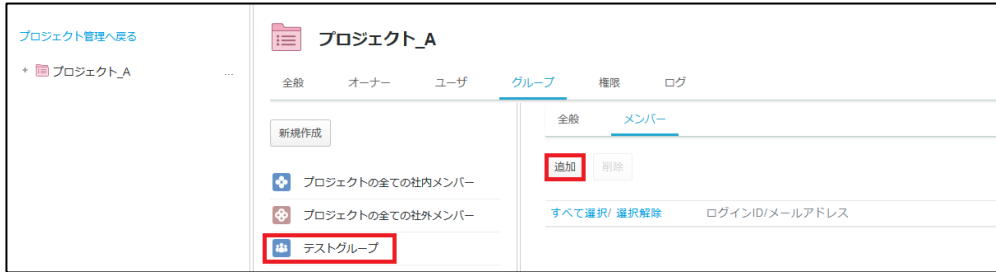 プロジェクト管理へ戻る
+ プロジェクト_A ...
プロジェクト_A
全般 オーナー ユーザ グループ 権限 ログ
新規作成
プロジェクトの全ての社内メンバー
プロジェクトの全ての社外メンバー
テストグループ
全般 メンバー
追加 削除
すべて選択/ 選択解除 ログインID/メールアドレス